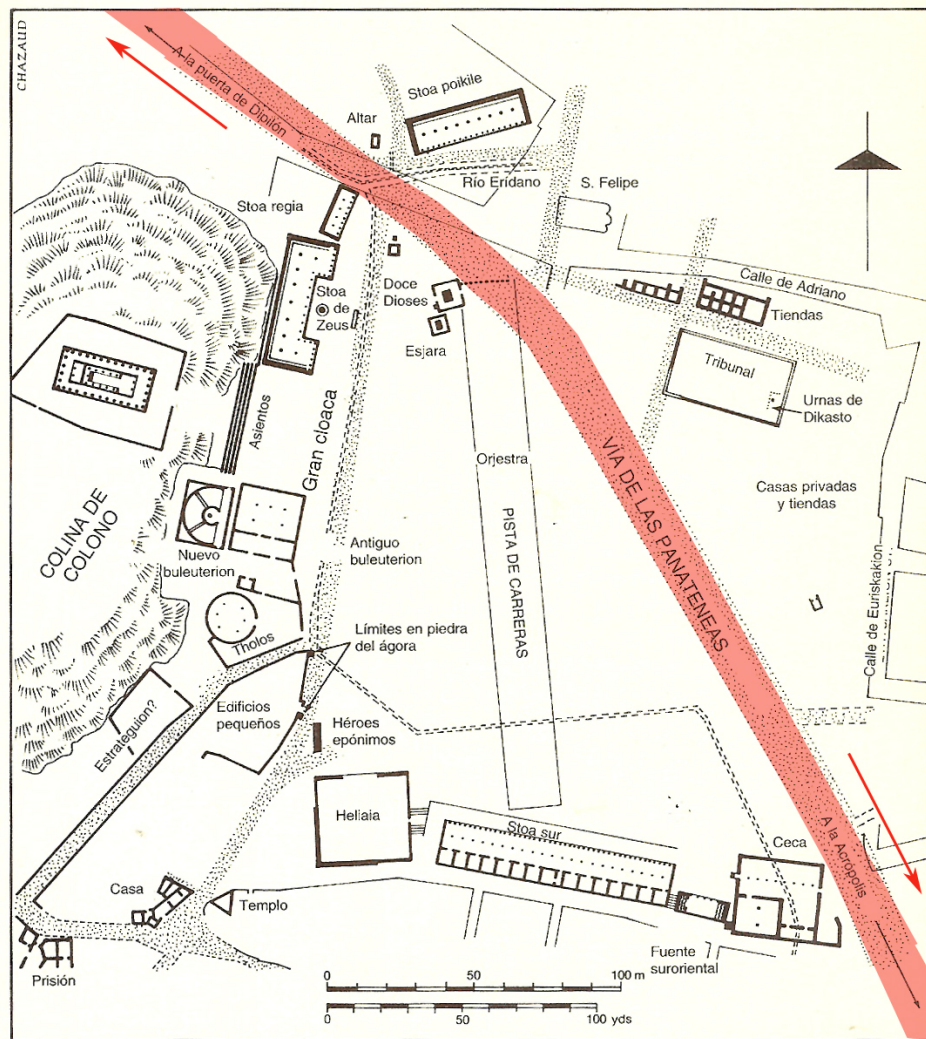 CHAZAUD
A la puerta de Dipilón
Stoa poikile
Altar
Río Erídano
S. Felipe
Stoa regia
Doce
Dioses
Stoa
de
Zeus
Esjara
Calle de Adriano
Tiendas
Tribunal
Urnas de
Dikasto
Asientos
Gran cloaca
Orjestra
VÍA DE LAS PANATENEAS
PISTA DE CARRERAS
Casas privadas
y tiendas
COLINA DE
COLONO
Nuevo
buleuterion
Antiguo
buleuterion
Calle de Euriskakion
Tholos
Límites en piedra
del ágora
Estrateguion?
Edificios
pequeños
Héroes
epónimos
Heliaia
Stoa sur
Ceca
A la Acrópolis
Casa
Templo
Prisión
Fuente
suroriental
0 50 100 m
0 50 100 yds